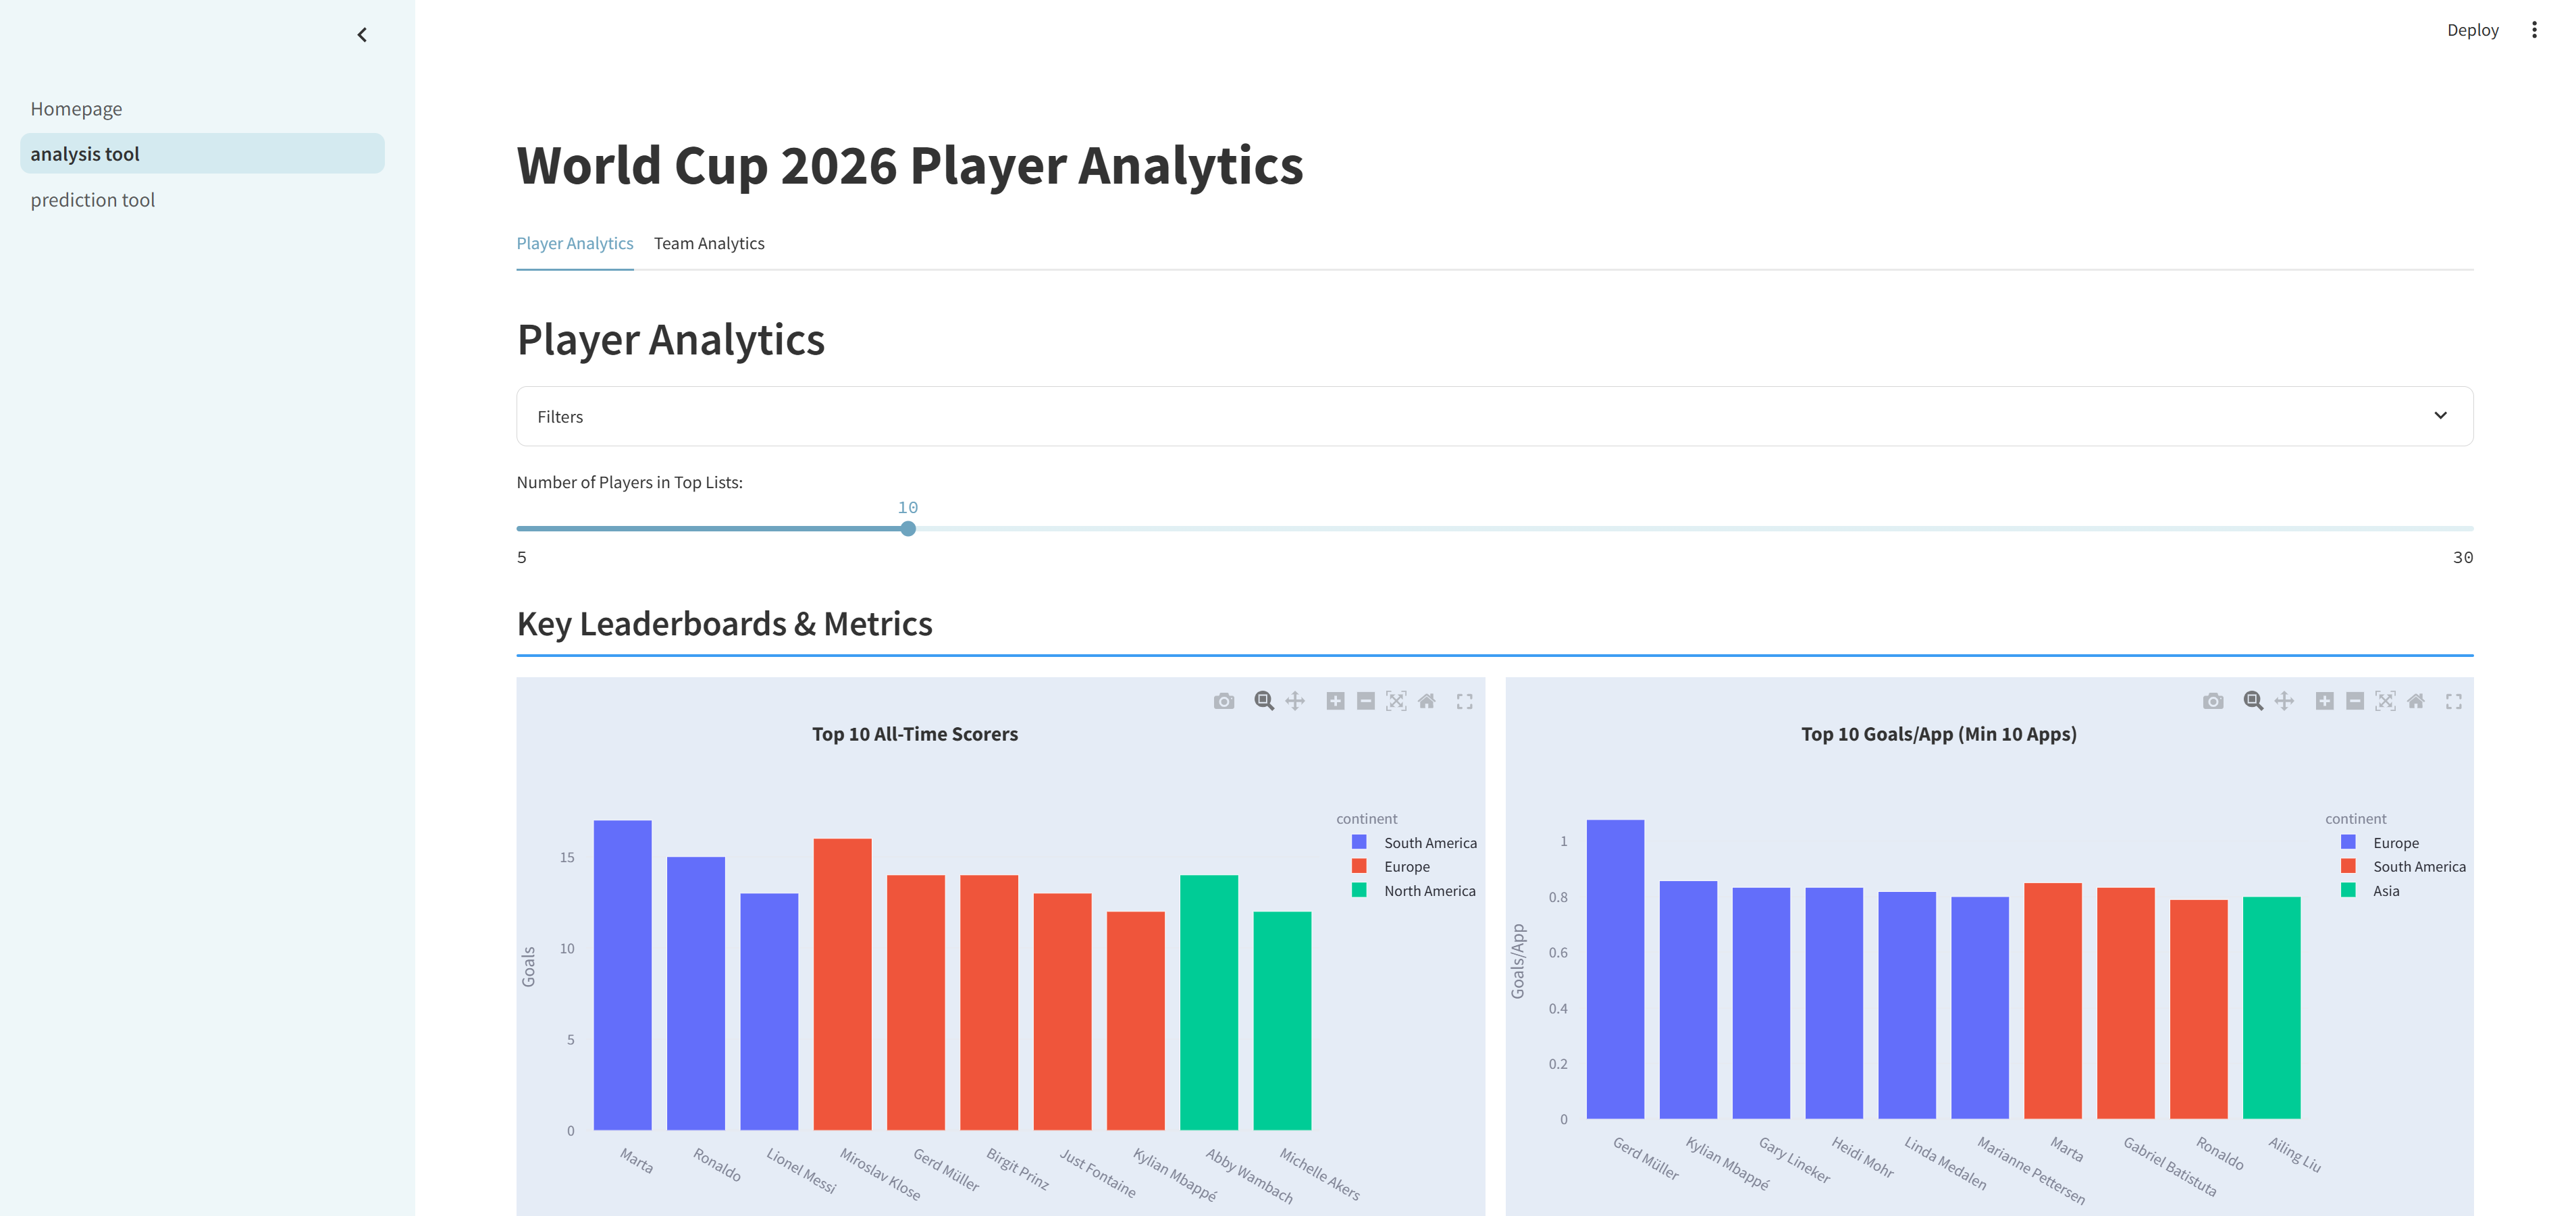 Deploy
Homepage
analysis tool
prediction tool
World Cup 2026 Player Analytics
Player Analytics Team Analytics
Player Analytics
Filters
Number of Players in Top Lists:
10
5 30
Key Leaderboards & Metrics
Top 10 All-Time Scorers
continent
South America
Europe
North America
Goals
15
10
5
0
Marta
Ronaldo
Lionel Messi
Miroslav Klose
Gerd Müller
Birgit Prinz
Just Fontaine
Kylian Mbappé
Abby Wambach
Michelle Akers
Top 10 Goals/App (Min 10 Apps)
continent
Europe
South America
Asia
Goals/App
1
0.8
0.6
0.4
0.2
0
Gerd Müller
Kylian Mbappé
Gary Lineker
Heidi Mohr
Linda Medalen
Marianne Pettersen
Marta
Gabriel Batistuta
Ronaldo
Ailing Liu